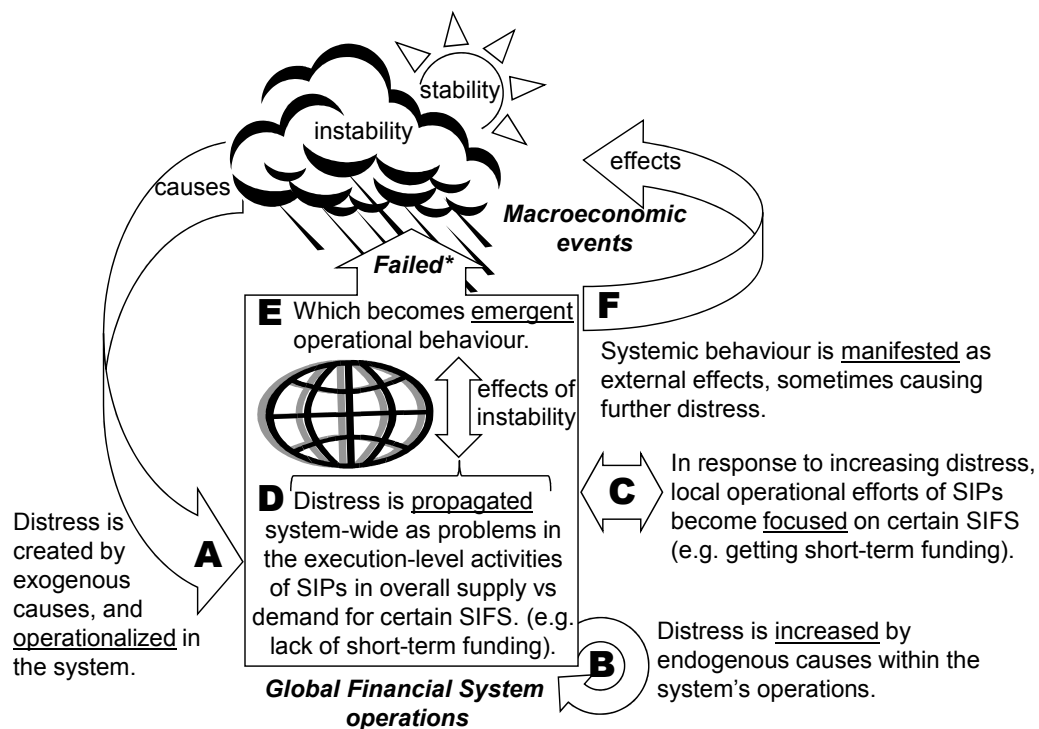 stability
instability
causes
effects
Macroeconomic
events
Failed*
E Which becomes emergent
operational behaviour.
effects of
instability
F
Systemic behaviour is manifested as
external effects, sometimes causing
further distress.
D Distress is propagated
system-wide as problems in
the execution-level activities
of SIPs in overall supply vs
demand for certain SIFS. (e.g.
lack of short-term funding).
C
In response to increasing distress,
local operational efforts of SIPs
become focused on certain SIFS
(e.g. getting short-term funding).
A
Distress is
created by
exogenous
causes, and
operationalized in
the system.
B
Distress is increased by
endogenous causes within the
system's operations.
Global Financial System
operations